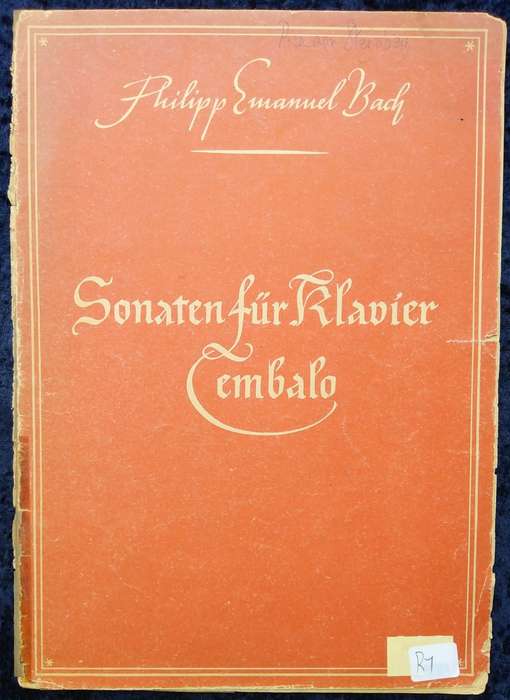 Philipp Emanuel Bach
Sonaten für Klavier
Cembalo
R7